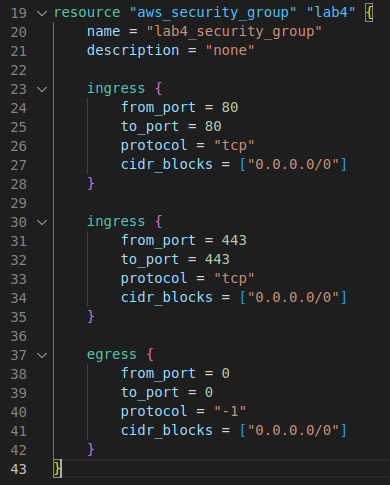 19 resource "aws_security_group" "lab4" {
20     name = "lab4_security_group"
21     description = "none"
22
23     ingress {
24         from_port = 80
25         to_port = 80
26         protocol = "tcp"
27         cidr_blocks = ["0.0.0.0/0"]
28     }
29
30     ingress {
31         from_port = 443
32         to_port = 443
33         protocol = "tcp"
34         cidr_blocks = ["0.0.0.0/0"]
35     }
36
37     egress {
38         from_port = 0
39         to_port = 0
40         protocol = "-1"
41         cidr_blocks = ["0.0.0.0/0"]
42     }
43 }